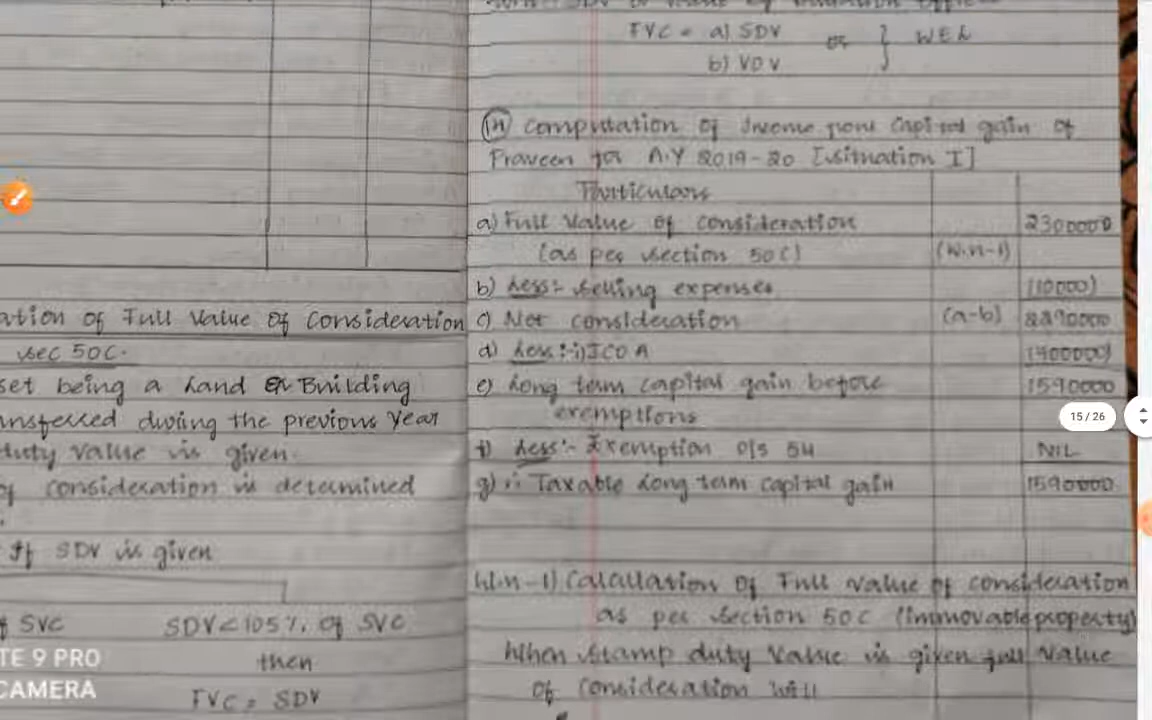 FVC = a) SDV or } WEL
b) VDV
ation of Full Value of Consideration
sec 50C.
set being a Land or Building
ansferred during the previous year
duty value is given.
of consideration is determined
If SDV is given
SVC SDV<105% of SVC
then
FVC = SDV
TE 9 PRO
CAMERA
Computation of Income from Capital gain of
Praveen for A.Y 2019-20 [situation I]
Particulars
a) Full Value of consideration 2300000
(as per section 50C) (W.n-1)
b) Less:- selling expenses (10000)
c) Net consideration (a-b) 2290000
d) Less:-i) ICOA
e) Long term capital gain before 1590000
exemptions
f) Less:- Exemption 54 NIL
g) ∴ Taxable Long term capital gain 1590000
W.n-1) Calculation of Full value of consideration
as per section 50C (immovable property)
When stamp duty value is given full value
of consideration will
15 / 26